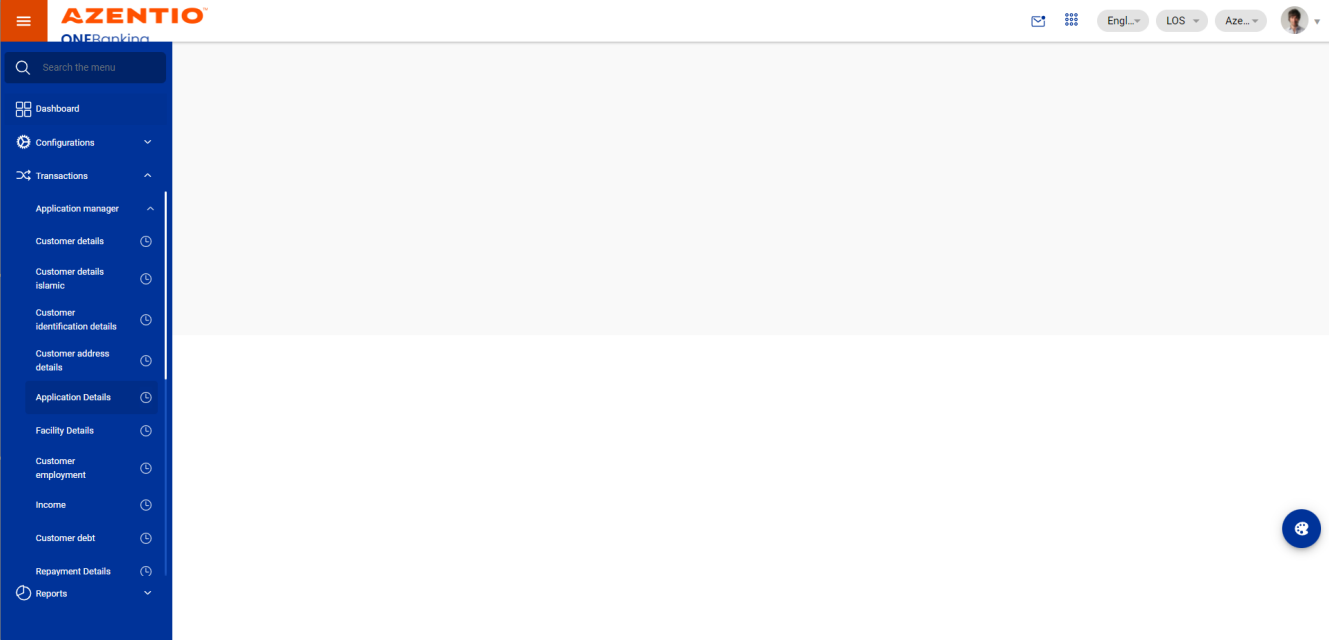 AZENTIO™
ONEBanking
Engl...
LOS
Aze...
Search the menu
Dashboard
Configurations
Transactions
Application manager
Customer details
Customer details
islamic
Customer
identification details
Customer address
details
Application Details
Facility Details
Customer
employment
Income
Customer debt
Repayment Details
Reports